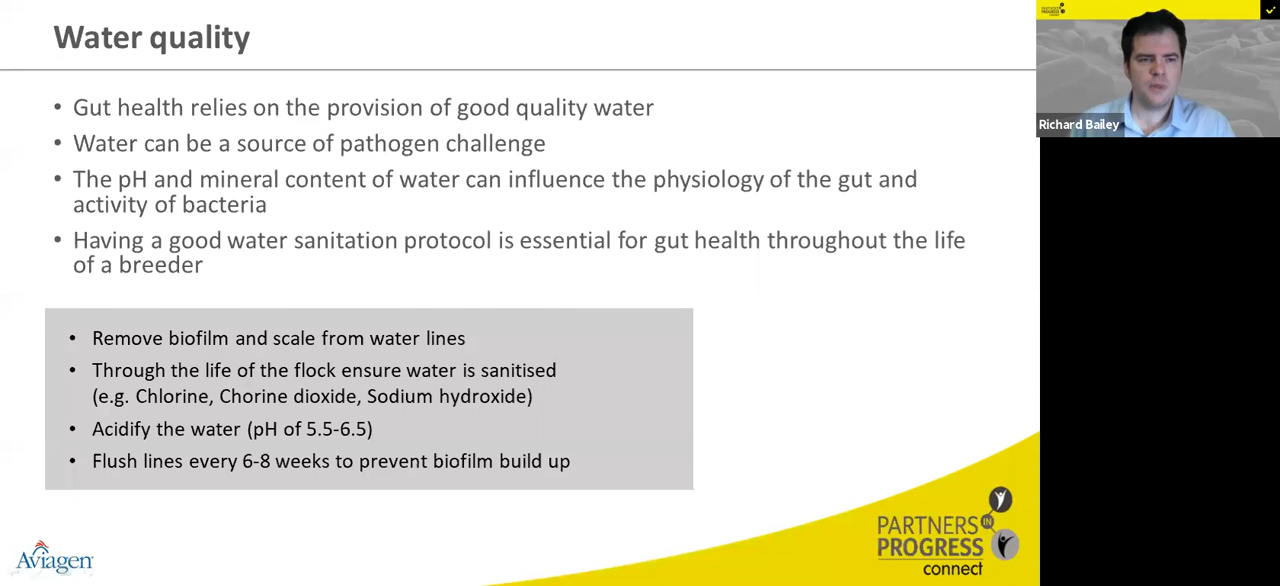 Water quality
• Gut health relies on the provision of good quality water
• Water can be a source of pathogen challenge
• The pH and mineral content of water can influence the physiology of the gut and
activity of bacteria
• Having a good water sanitation protocol is essential for gut health throughout the life
of a breeder
• Remove biofilm and scale from water lines
• Through the life of the flock ensure water is sanitised
(e.g. Chlorine, Chorine dioxide, Sodium hydroxide)
• Acidify the water (pH of 5.5-6.5)
• Flush lines every 6-8 weeks to prevent biofilm build up
Aviagen
PARTNERS
IN
PROGRESS
connect
Richard Bailey